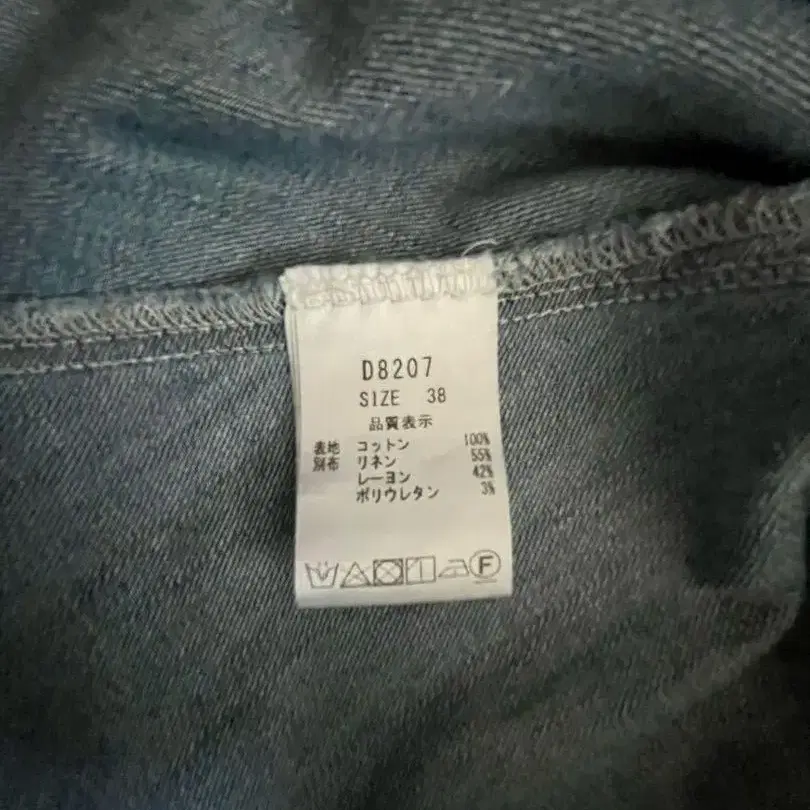 D8207
SIZE 38
品質表示
表地 コットン 100%
別布 リネン 55%
レーヨン 42%
ポリウレタン 3%
F